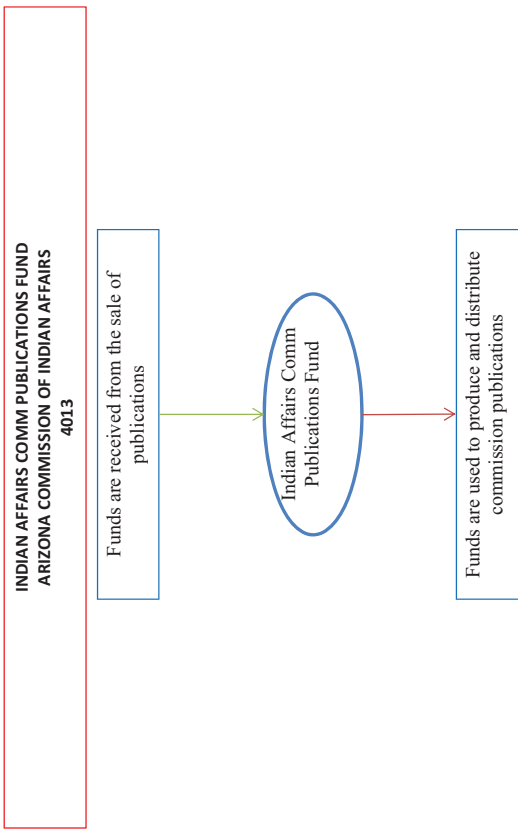 INDIAN AFFAIRS COMM PUBLICATIONS FUND
ARIZONA COMMISSION OF INDIAN AFFAIRS
4013
Funds are received from the sale of
publications
Indian Affairs Comm
Publications Fund
Funds are used to produce and distribute
commission publications